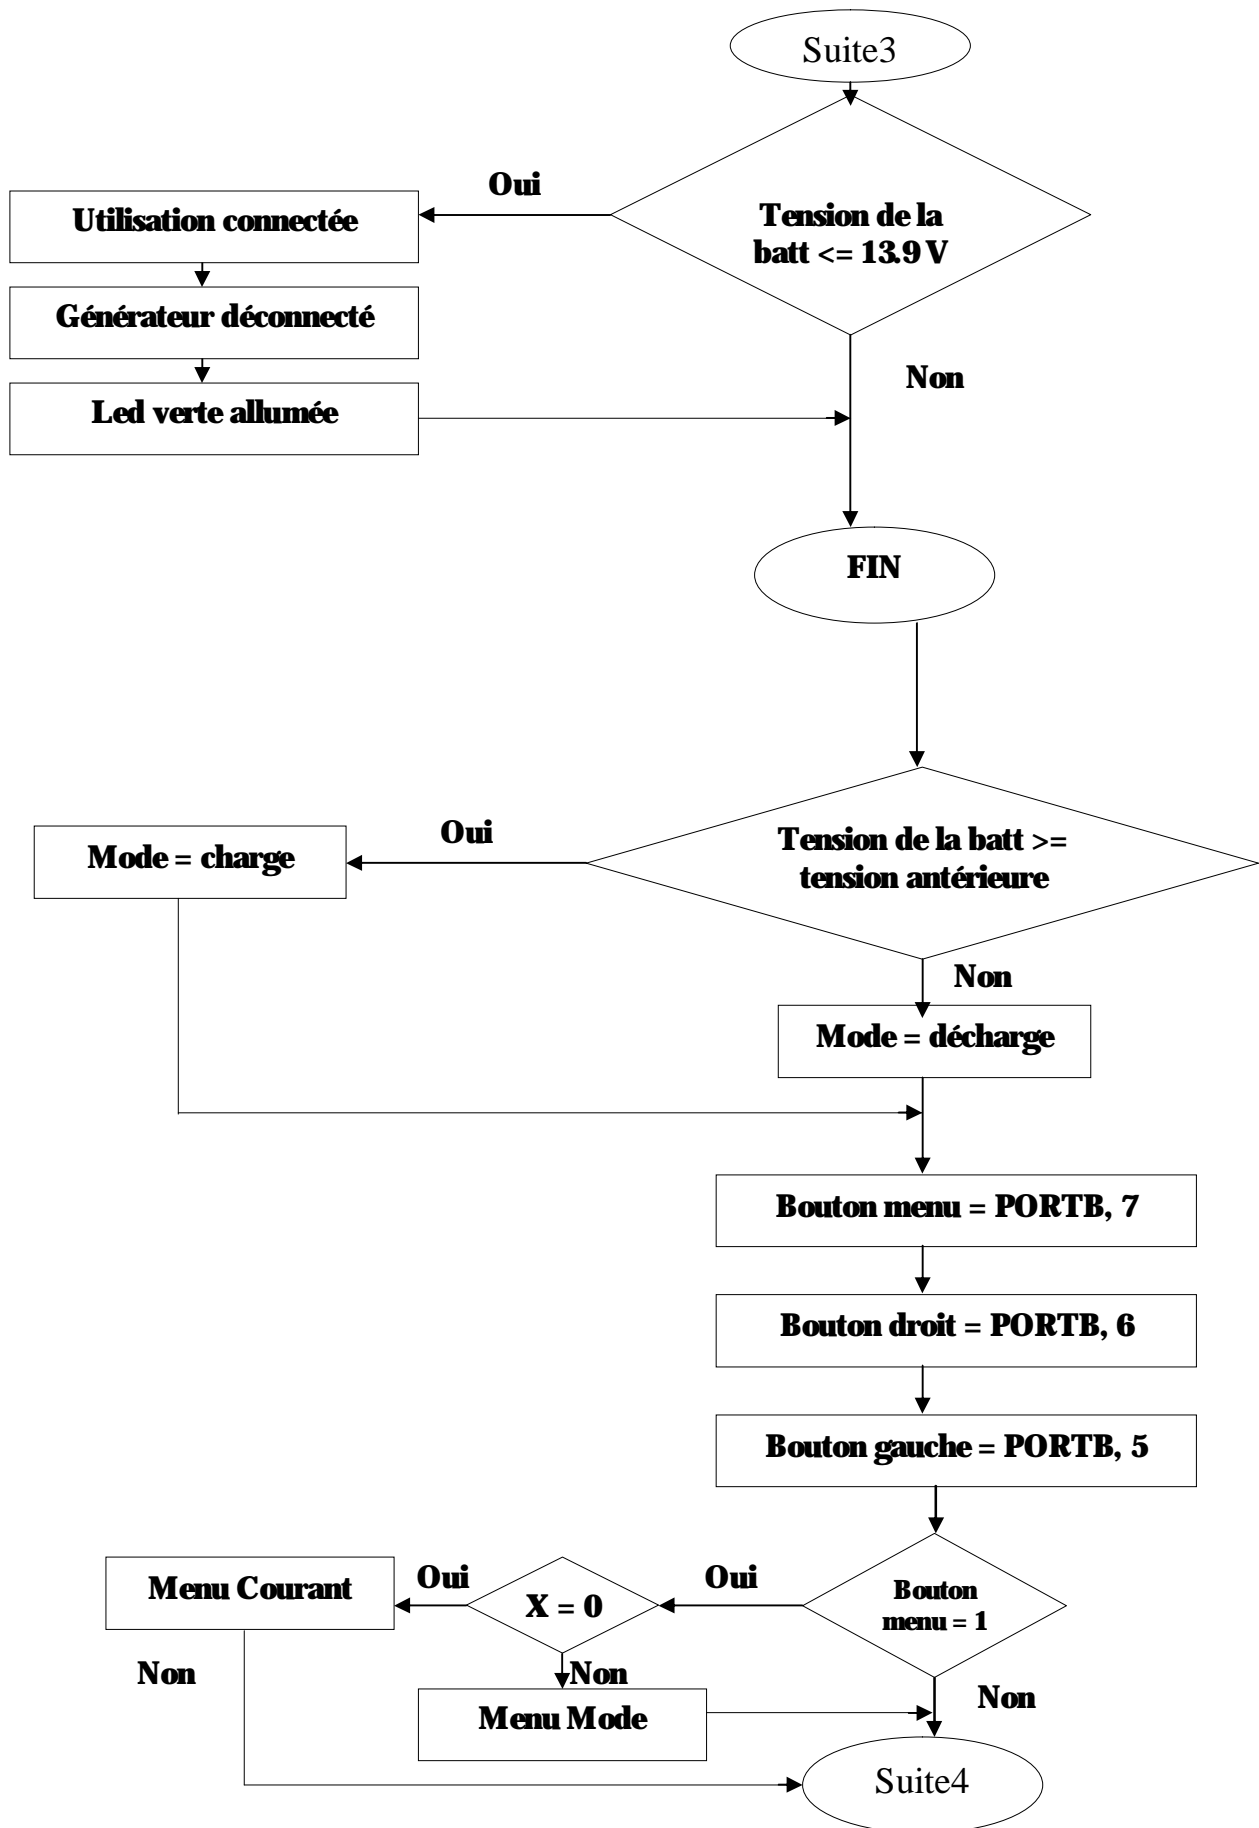 Suite3
Oui
Tension de la
batt <= 13.9 V
Utilisation connectée
Générateur déconnecté
Non
Led verte allumée
FIN
Oui
Tension de la batt >=
tension antérieure
Mode = charge
Non
Mode = décharge
Bouton menu = PORTB, 7
Bouton droit = PORTB, 6
Bouton gauche = PORTB, 5
Menu Courant
Oui
X = 0
Oui
Bouton
menu = 1
Non
Non
Non
Menu Mode
Suite4